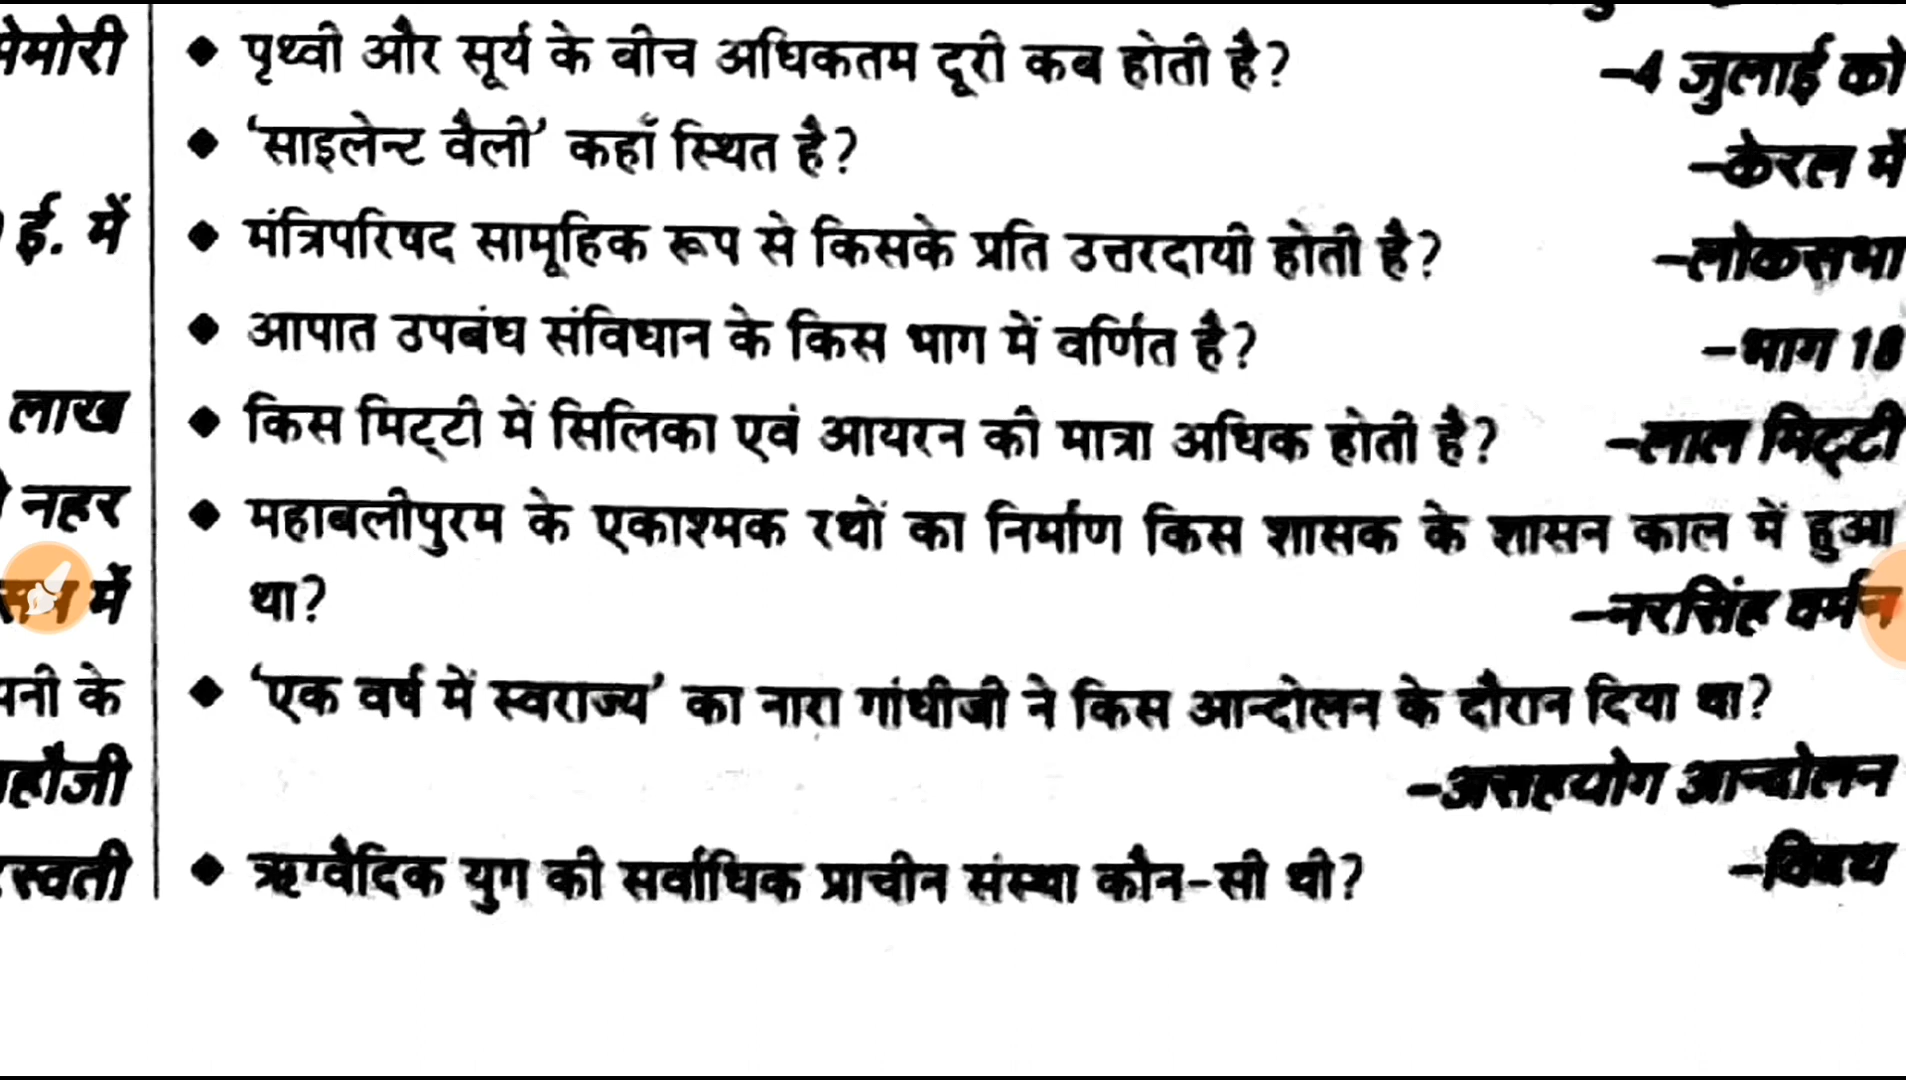 मेमोरी
ई. में
लाख
नहर
में
पनी के
हौजी
स्वती
◆ पृथ्वी और सूर्य के बीच अधिकतम दूरी कब होती है? –4 जुलाई को
◆ ‘साइलेन्ट वैली’ कहाँ स्थित है? –केरल में
◆ मंत्रिपरिषद सामूहिक रूप से किसके प्रति उत्तरदायी होती है? –लोकसभा
◆ आपात उपबंध संविधान के किस भाग में वर्णित है? –भाग 18
◆ किस मिट्टी में सिलिका एवं आयरन की मात्रा अधिक होती है? –लाल मिट्टी
◆ महाबलीपुरम के एकाश्मक रथों का निर्माण किस शासक के शासन काल में हुआ
था? –नरसिंह वर्मन
◆ ‘एक वर्ष में स्वराज्य’ का नारा गांधीजी ने किस आन्दोलन के दौरान दिया था?
–असहयोग आन्दोलन
◆ ऋग्वैदिक युग की सर्वाधिक प्राचीन संस्था कौन-सी थी? –विदथ